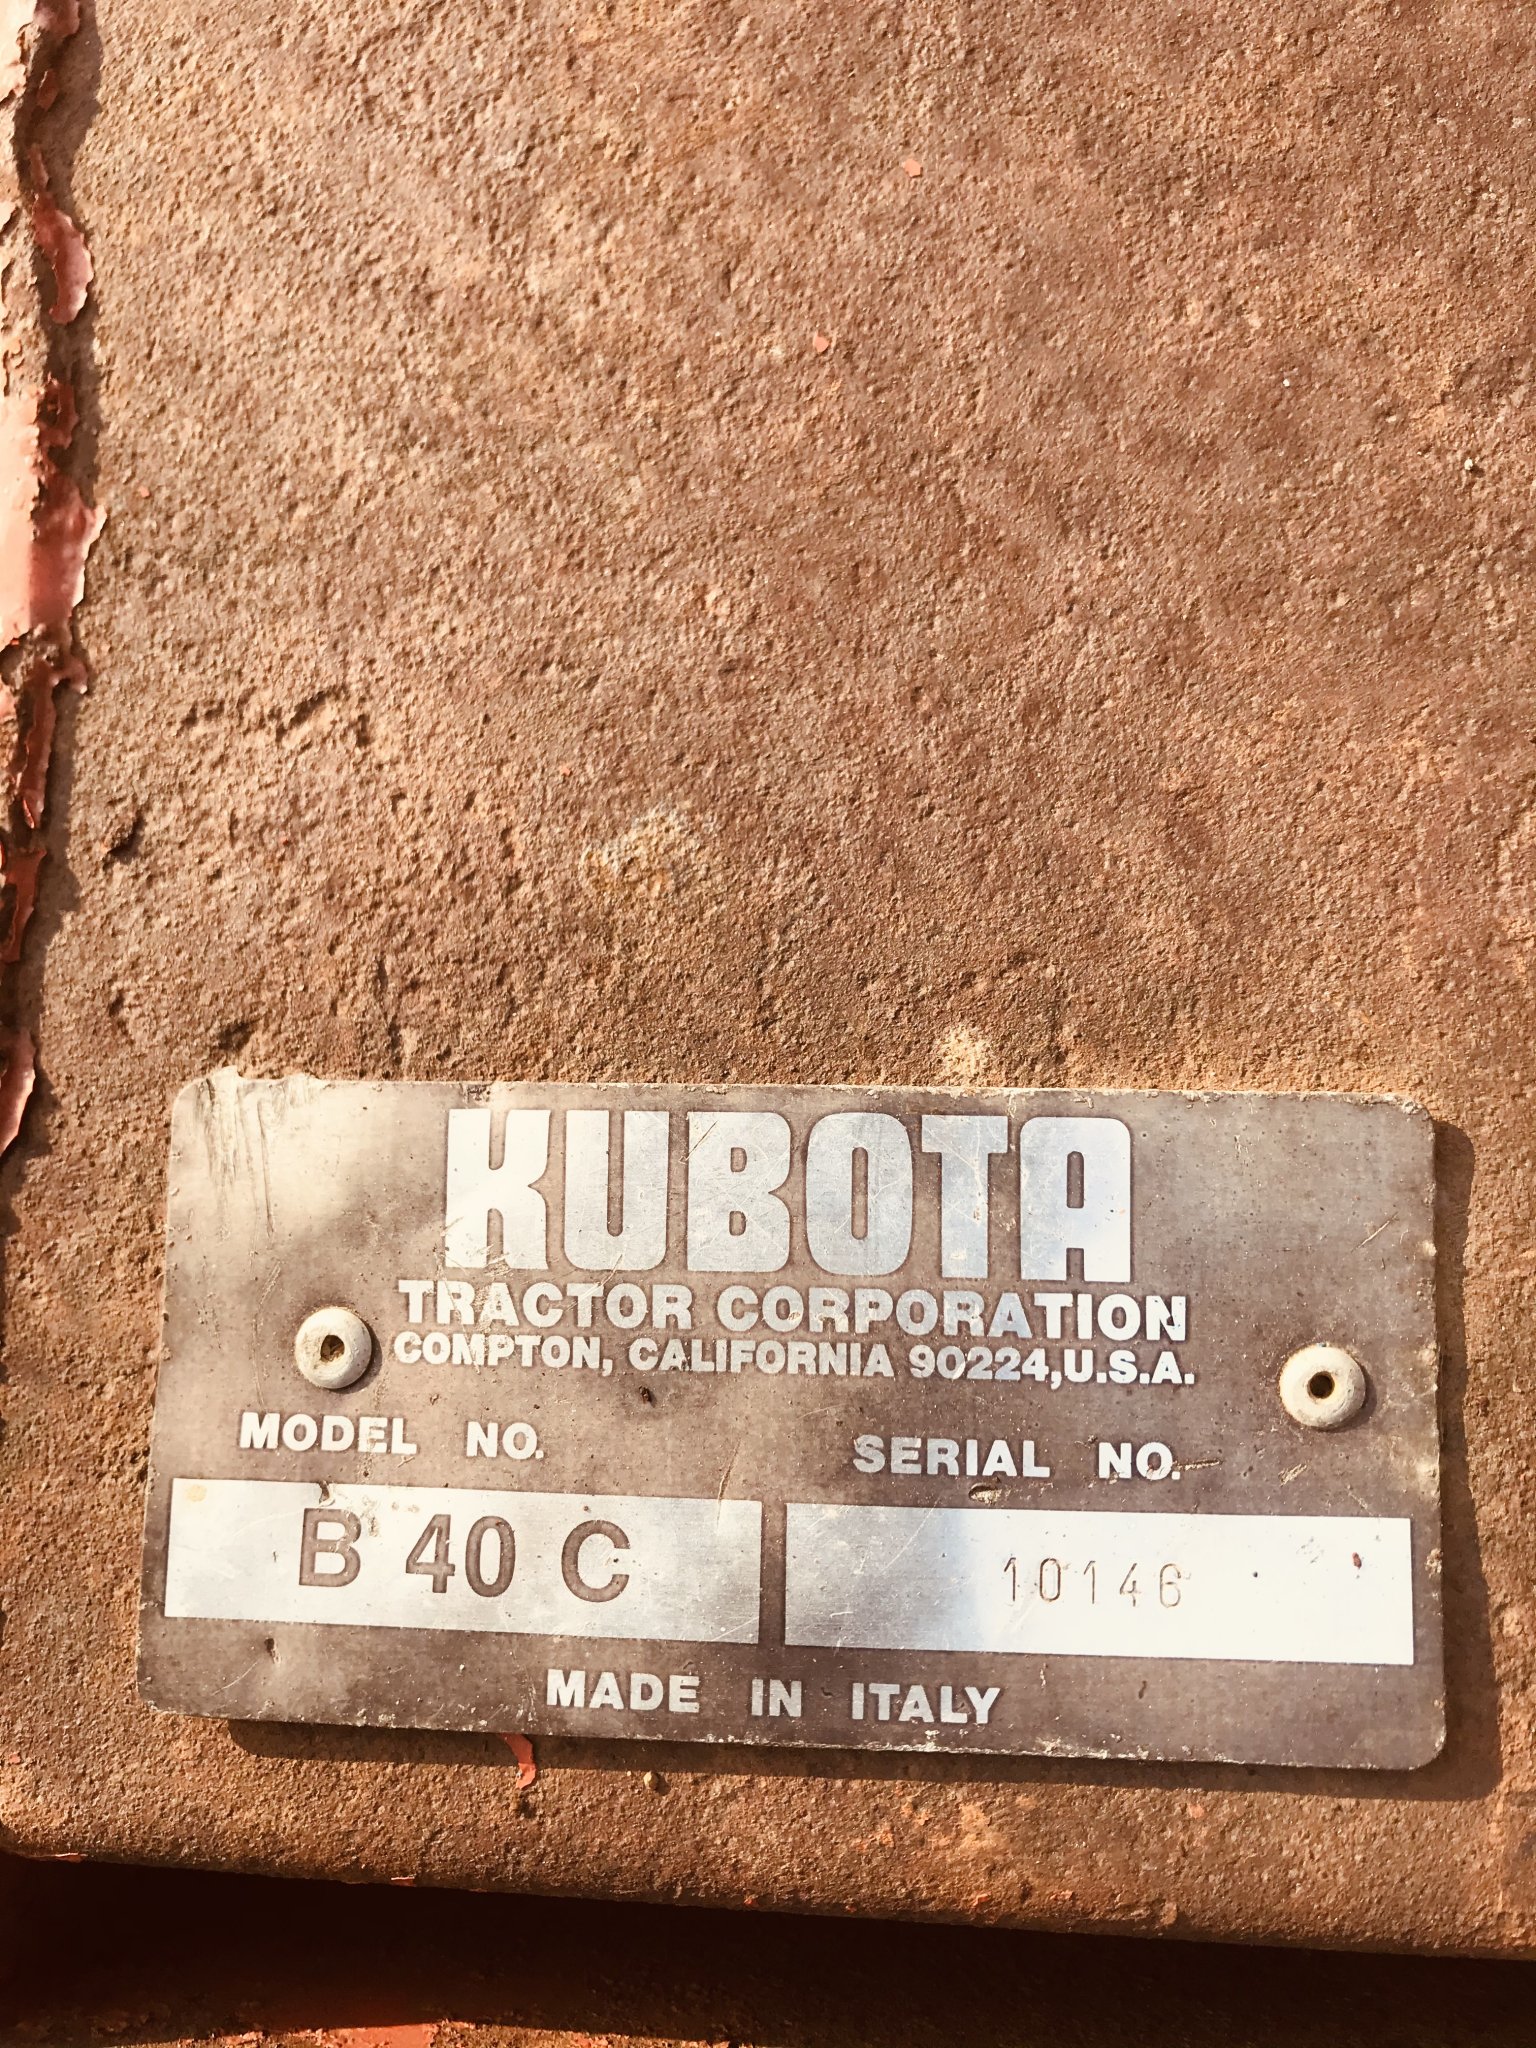 KUBOTA
TRACTOR CORPORATION
COMPTON, CALIFORNIA 90224, U.S.A.
MODEL NO. SERIAL NO.
B 40 C 10146
MADE IN ITALY